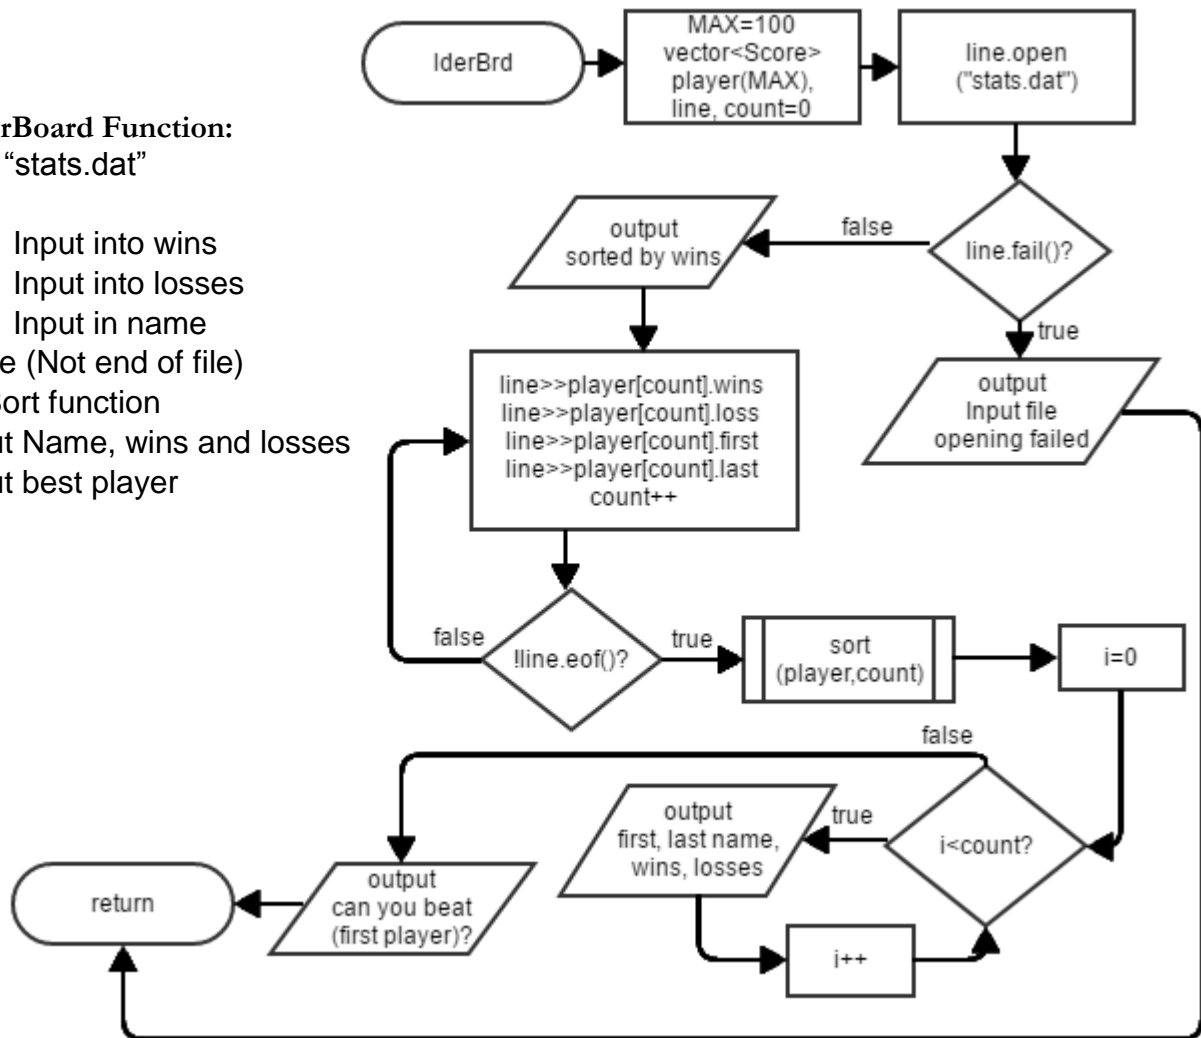 erBoard Function:
“stats.dat”
Input into wins
Input into losses
Input in name
e (Not end of file)
Sort function
ut Name, wins and losses
ut best player
lderBrd
MAX=100
vector<Score>
player(MAX),
line, count=0
line.open
("stats.dat")
line.fail()?
false
true
output
sorted by wins
output
Input file
opening failed
line>>player[count].wins
line>>player[count].loss
line>>player[count].first
line>>player[count].last
count++
!line.eof()?
false
true
sort
(player,count)
i=0
i<count?
false
true
output
first, last name,
wins, losses
i++
output
can you beat
(first player)?
return